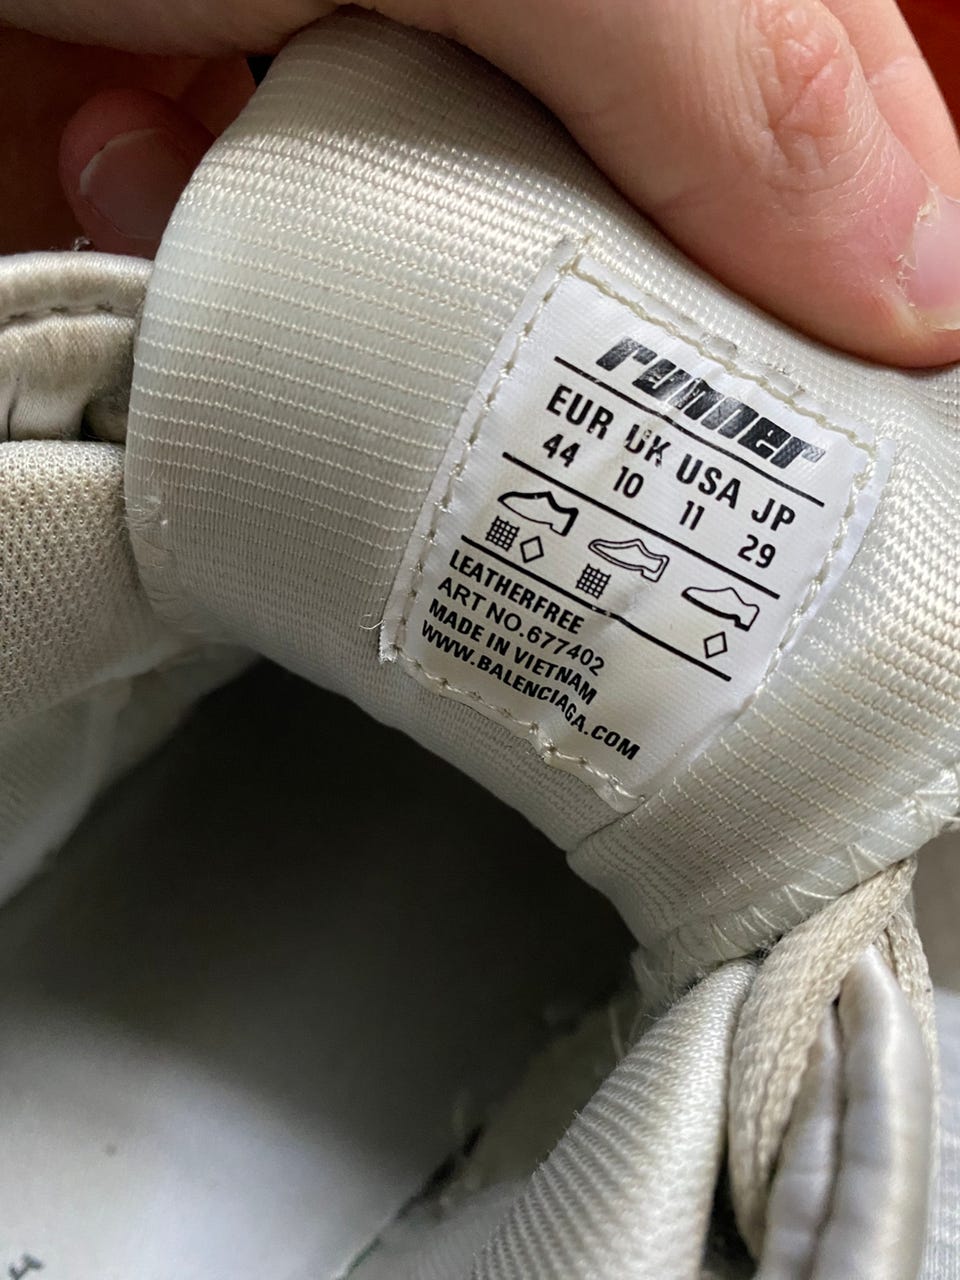 runner
EUR UK USA JP
44 10 11 29
LEATHERFREE
ART NO.677402
MADE IN VIETNAM
WWW.BALENCIAGA.COM